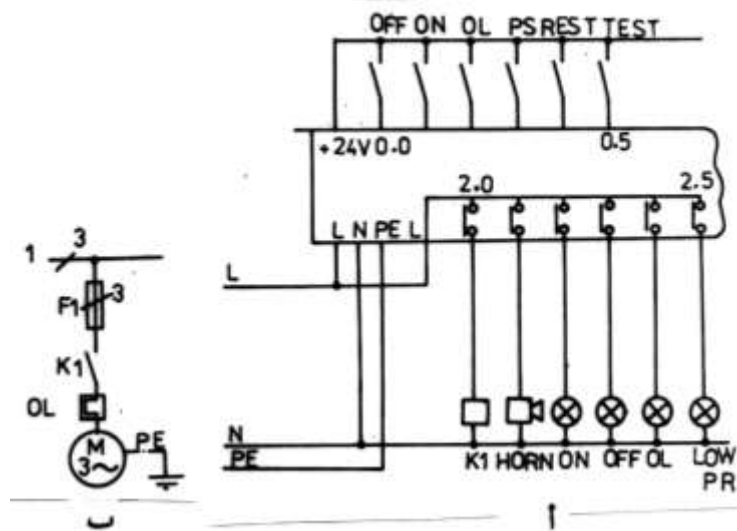 OFF ON OL PS REST TEST
+24V 0.0 0.5
2.0 2.5
L N PE L
1 3
L
F1 3
K1
OL
M
3~
PE
N
PE
K1 HORN ON OFF OL LOW
PR